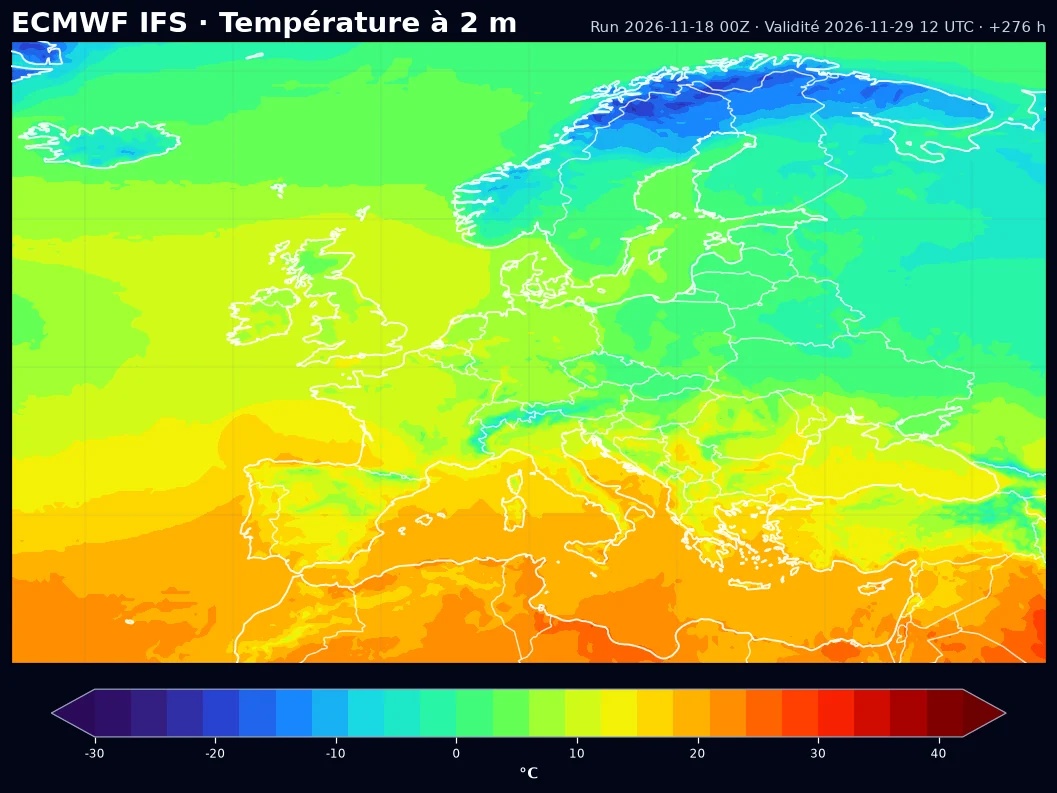 ECMWF IFS · Température à 2 m
Run 2026-11-18 00Z · Validité 2026-11-29 12 UTC · +276 h
-30 -20 -10 0 10 20 30 40
°C